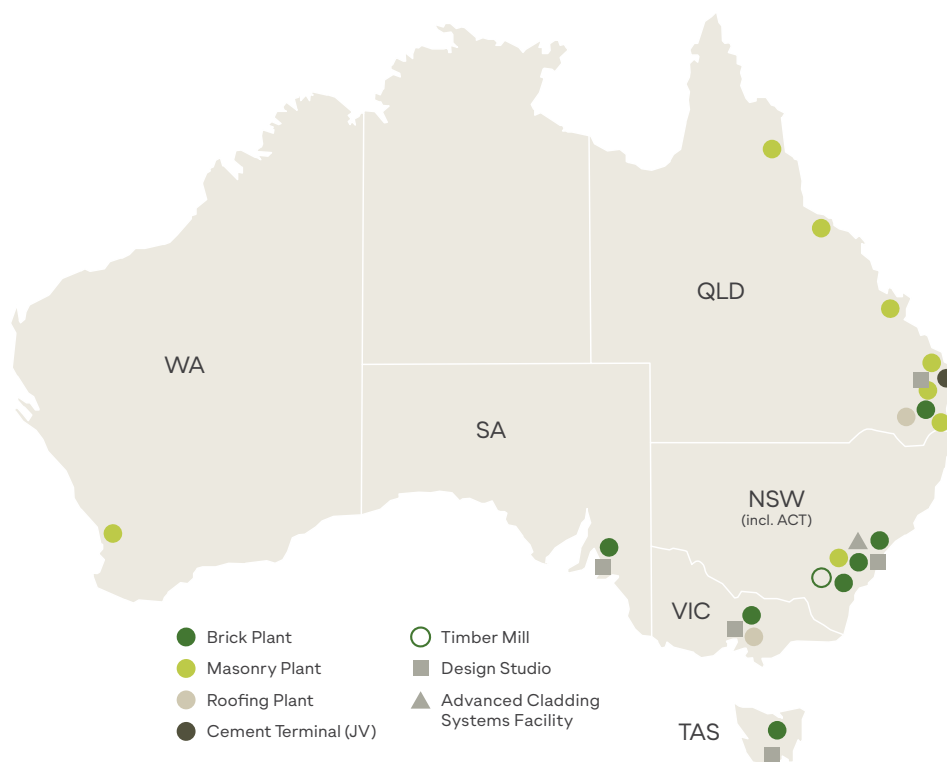 QLD
WA
SA
NSW
(incl. ACT)
VIC
Brick Plant
Masonry Plant
Roofing Plant
Cement Terminal (JV)
Timber Mill
Design Studio
Advanced Cladding
Systems Facility
TAS